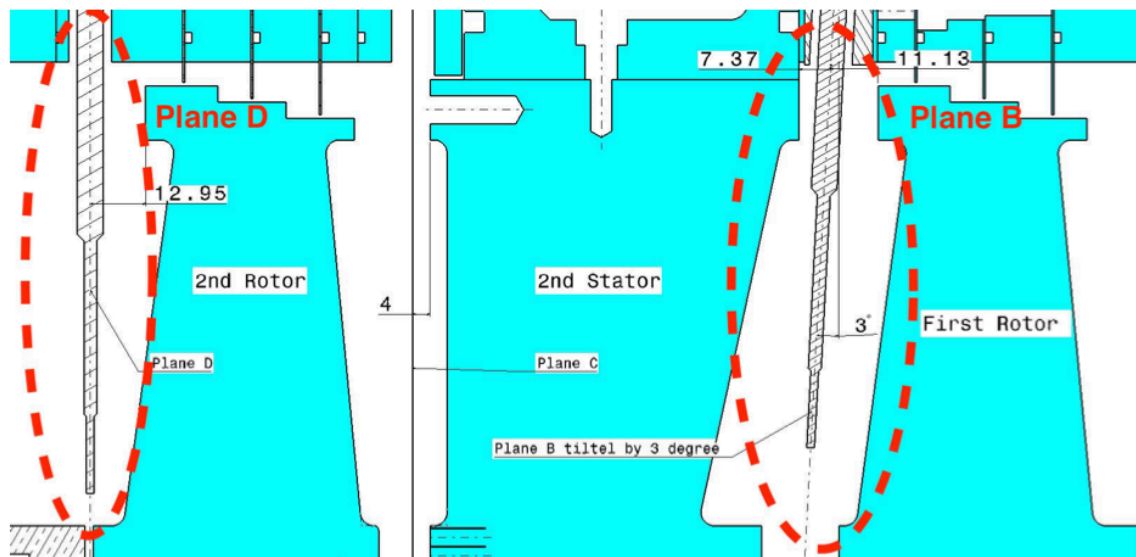 7.37
11.13
Plane D
Plane B
12.95
2nd Rotor
2nd Stator
4
3°
First Rotor
Plane D
Plane C
Plane B tiltel by 3 degree